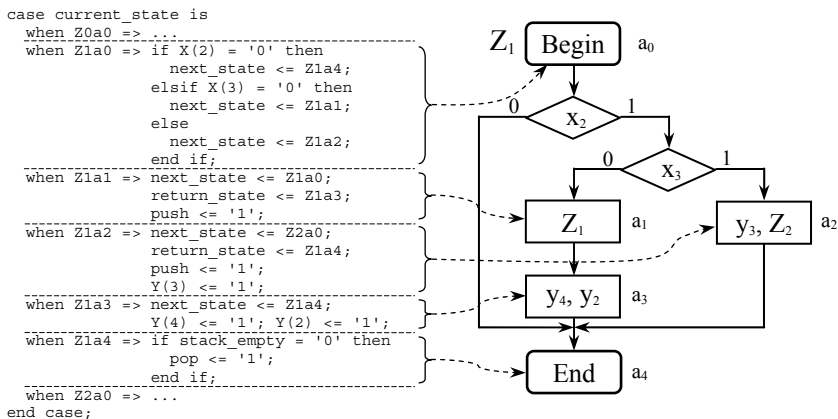 case current_state is
when Z0a0 => ...
when Z1a0 => if X(2) = '0' then
next_state <= Z1a4;
elsif X(3) = '0' then
next_state <= Z1a1;
else
next_state <= Z1a2;
end if;
when Z1a1 => next_state <= Z1a0;
return_state <= Z1a3;
push <= '1';
when Z1a2 => next_state <= Z2a0;
return_state <= Z1a4;
push <= '1';
Y(3) <= '1';
when Z1a3 => next_state <= Z1a4;
Y(4) <= '1'; Y(2) <= '1';
when Z1a4 => if stack_empty = '0' then
pop <= '1';
end if;
when Z2a0 => ...
end case;
Z1 Begin a0
0 x2 1
0 x3 1
Z1 a1
y3, Z2 a2
y4, y2 a3
End a4